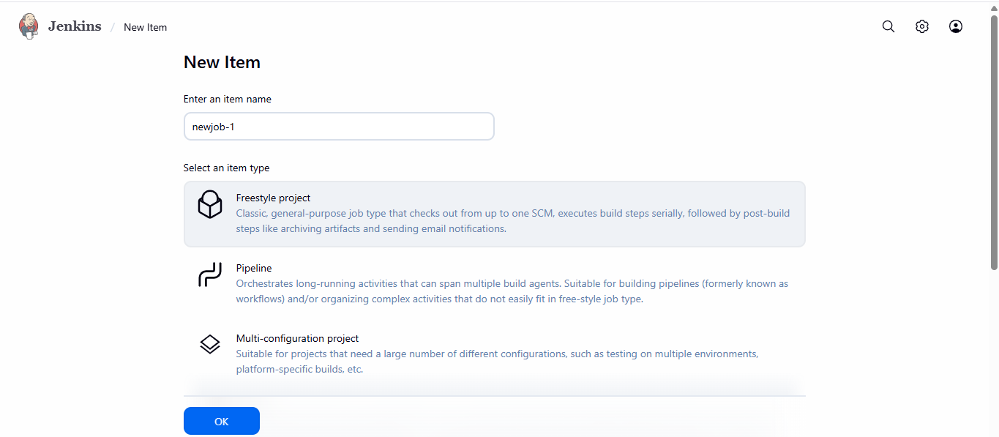 Jenkins / New Item
New Item
Enter an item name
newjob-1
Select an item type
Freestyle project
Classic, general-purpose job type that checks out from up to one SCM, executes build steps serially, followed by post-build
steps like archiving artifacts and sending email notifications.
Pipeline
Orchestrates long-running activities that can span multiple build agents. Suitable for building pipelines (formerly known as
workflows) and/or organizing complex activities that do not easily fit in free-style job type.
Multi-configuration project
Suitable for projects that need a large number of different configurations, such as testing on multiple environments,
platform-specific builds, etc.
OK